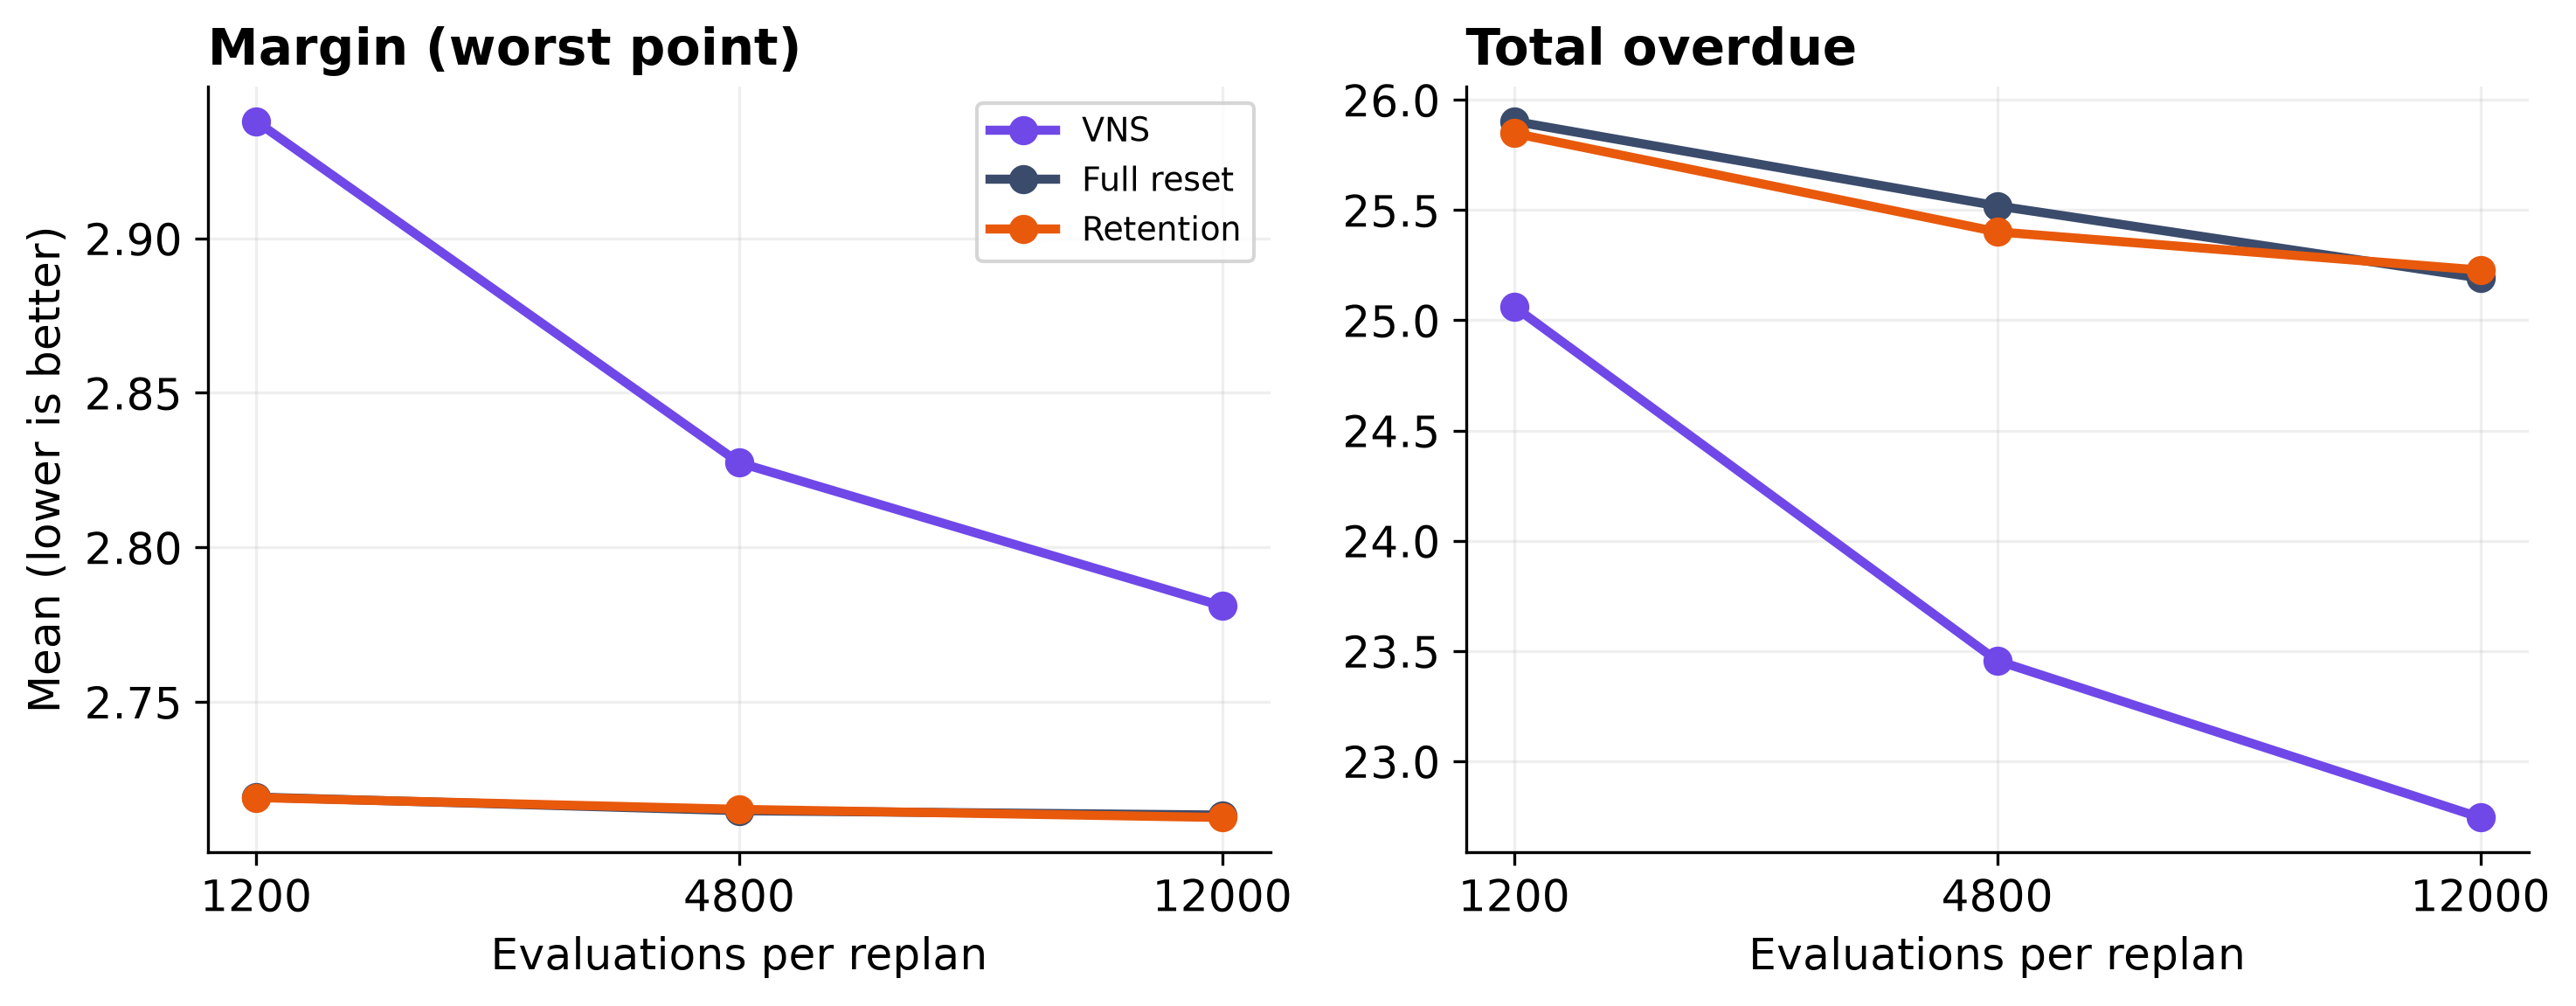 Margin (worst point)
Mean (lower is better)
2.90
2.85
2.80
2.75
VNS
Full reset
Retention
1200
4800
12000
Evaluations per replan
Total overdue
26.0
25.5
25.0
24.5
24.0
23.5
23.0
1200
4800
12000
Evaluations per replan